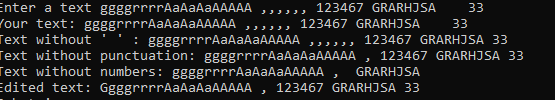 Enter a text ggggrrrrAaAaAaAAAAA ,,,,,, 123467 GRARHJSA    33
Your text: ggggrrrrAaAaAaAAAAA ,,,,,, 123467 GRARHJSA    33
Text without ' ' : ggggrrrrAaAaAaAAAAA ,,,,,, 123467 GRARHJSA 33
Text without punctuation: ggggrrrrAaAaAaAAAAA , 123467 GRARHJSA 33
Text without numbers: ggggrrrrAaAaAaAAAAA ,  GRARHJSA
Edited text: GgggrrrrAaAaAaAAAAA , 123467 GRARHJSA 33